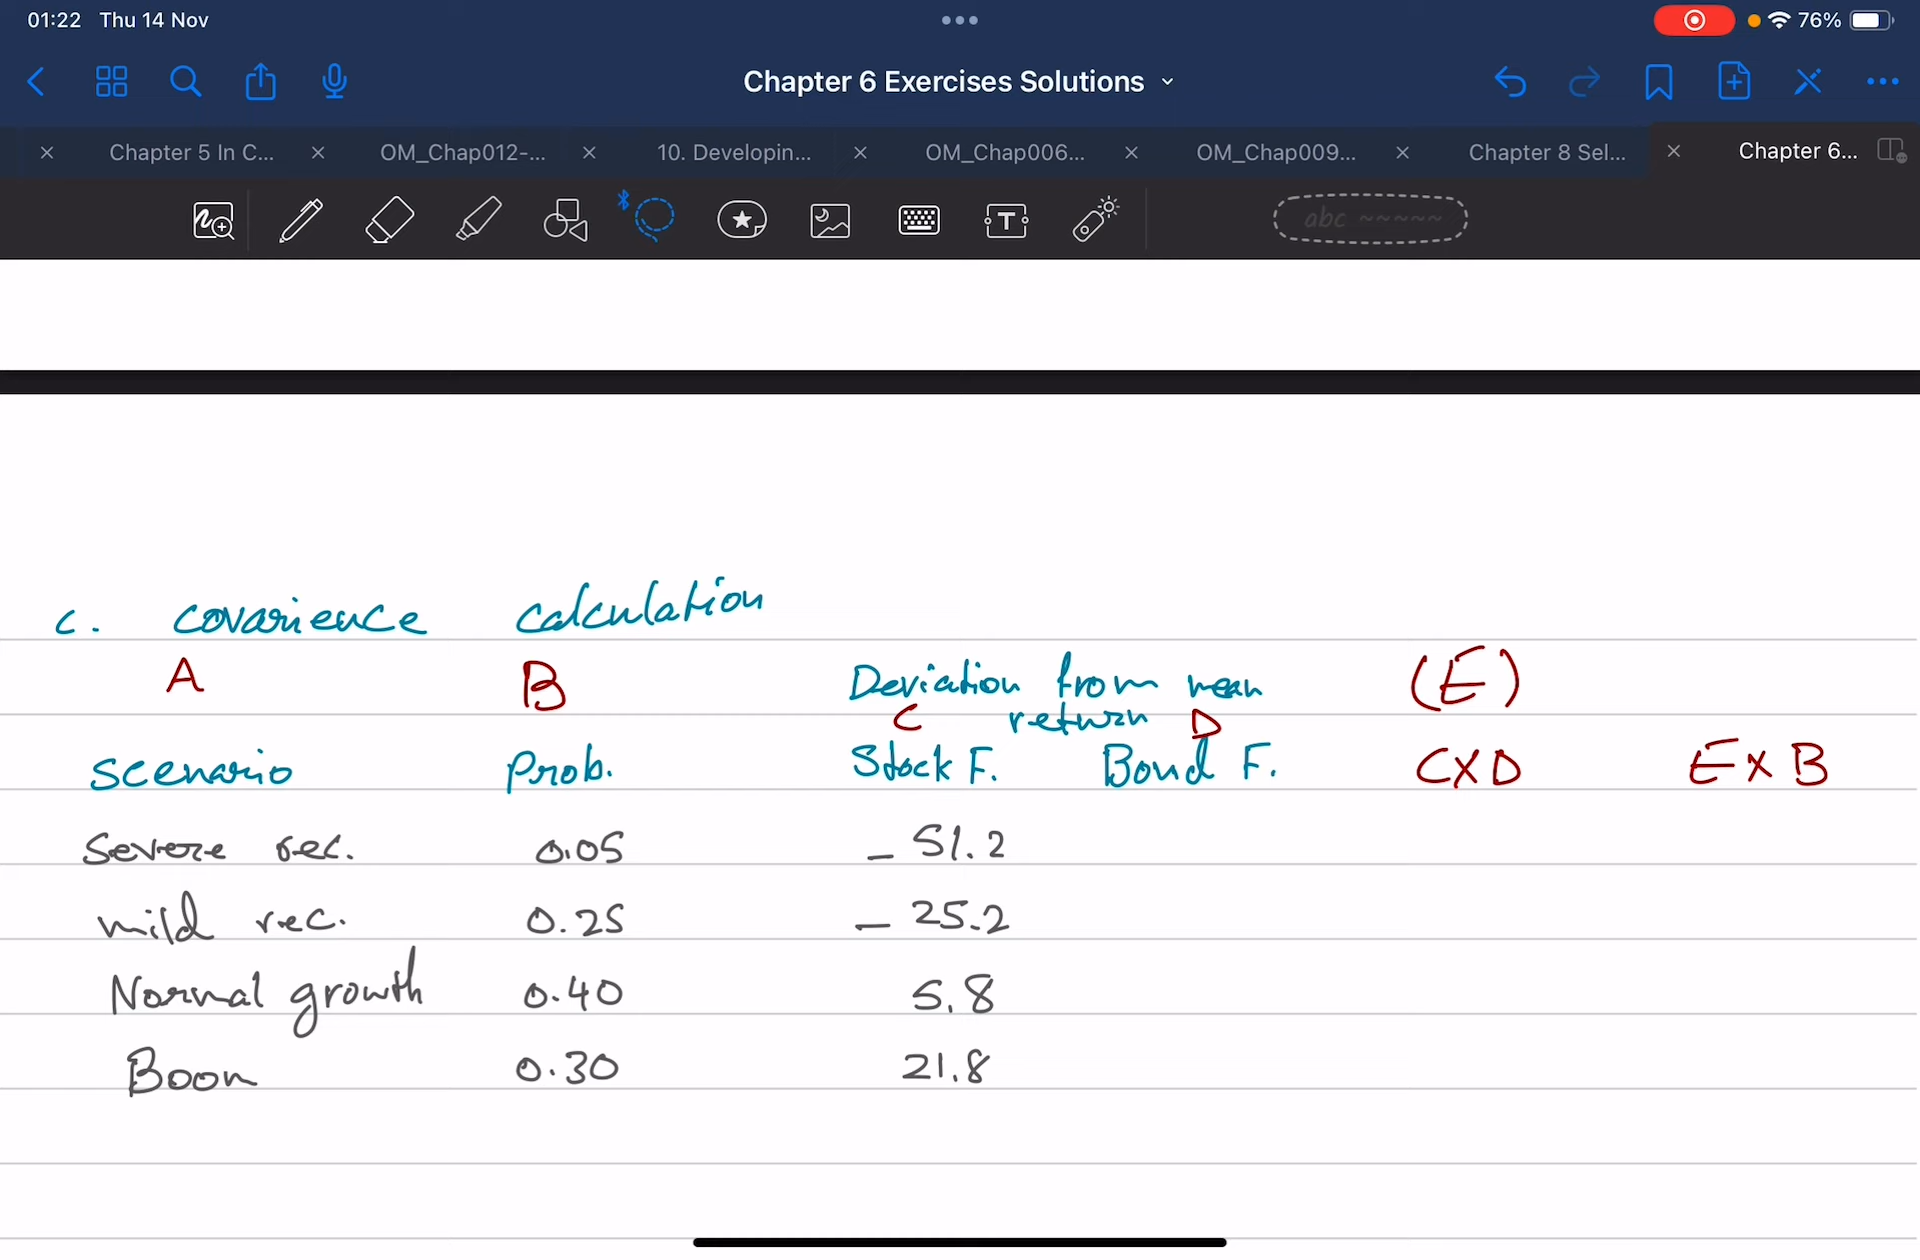 01:22 Thu 14 Nov
76%
Chapter 6 Exercises Solutions
Chapter 5 In C... OM_Chap012-... 10. Developin... OM_Chap006... OM_Chap009... Chapter 8 Sel... Chapter 6...
T abc
c. covarience calculation
A B Deviation from mean (E)
C return D
Scenario Prob. Stock F. Bond F. CXD EXB
Severe rec. 0.05 - 51.2
mild rec. 0.25 - 25.2
Normal growth 0.40 5.8
Boom 0.30 21.8